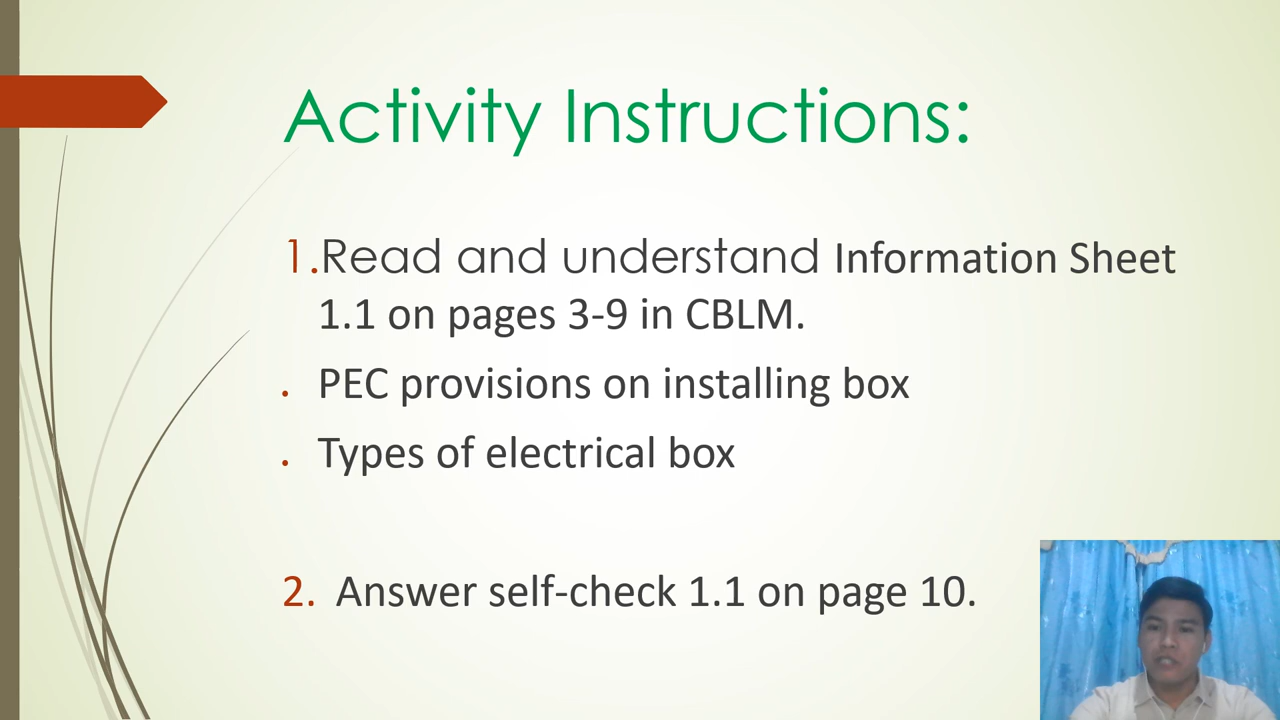 Activity Instructions:
1.Read and understand Information Sheet
1.1 on pages 3-9 in CBLM.
. PEC provisions on installing box
. Types of electrical box
2. Answer self-check 1.1 on page 10.